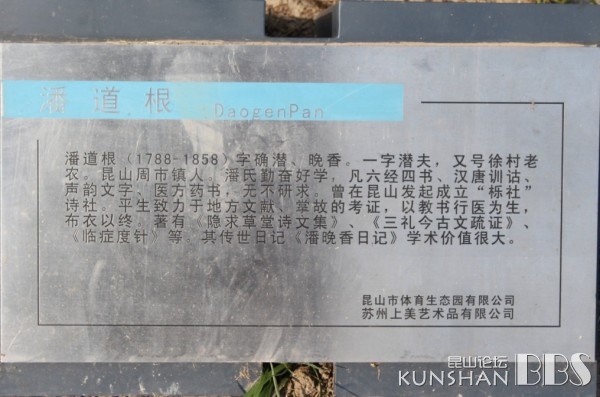 潘道根 DaogenPan
潘道根（1788-1858）字确潜、晚香。一字潜夫，又号徐村老
农。昆山周市镇人，潘氏勤奋好学，凡六经四书、汉唐训诂、
声韵文字、医方药书，无不研求。曾在昆山发起成立“栎社”
诗社。平生致力于地方文献、掌故的考证，以教书行医为生，
布衣以终。著有《隐求草堂诗文集》、《三礼今古文疏证》、
《临症度针》等，其传世日记《潘晚香日记》学术价值很大。
昆山市体育生态园有限公司
苏州上美艺术品有限公司
昆山论坛
KUNSHAN BBS